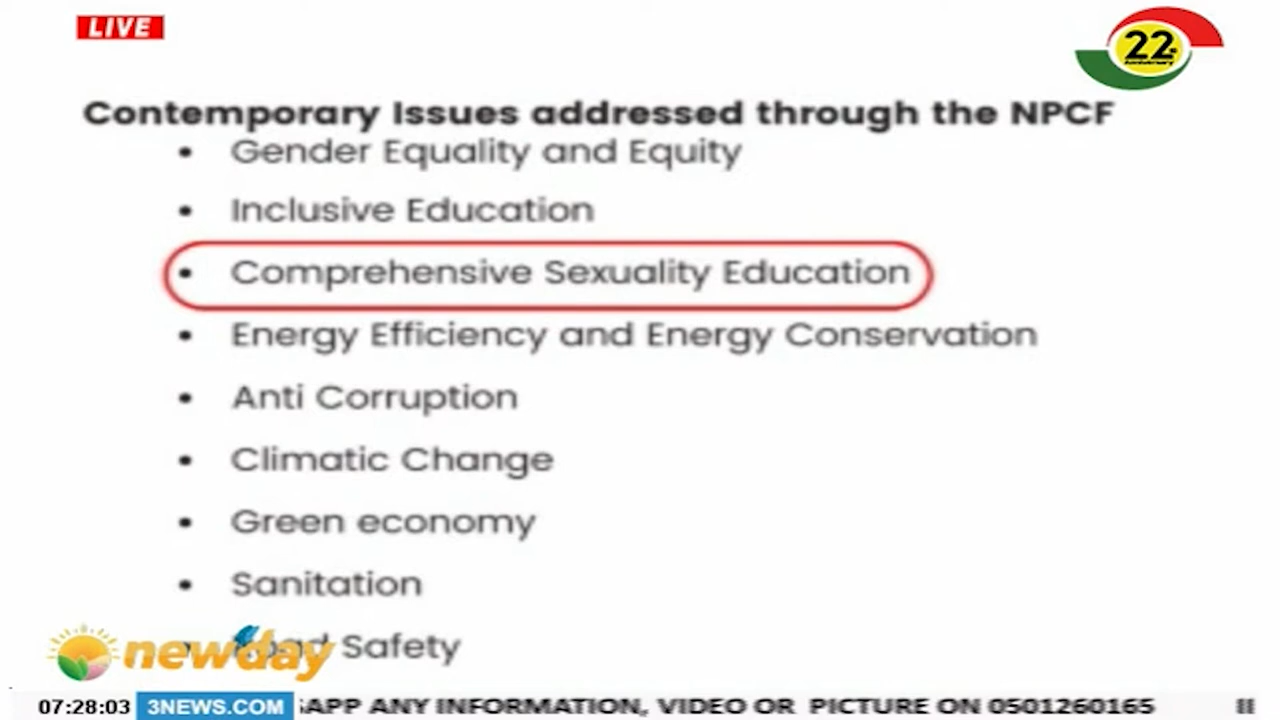 LIVE
22
Anniversary
Contemporary Issues addressed through the NPCF
• Gender Equality and Equity
• Inclusive Education
• Comprehensive Sexuality Education
• Energy Efficiency and Energy Conservation
• Anti Corruption
• Climatic Change
• Green economy
• Sanitation
• Road Safety
newday
07:28:03 3NEWS.COM APP ANY INFORMATION, VIDEO OR PICTURE ON 0501260165